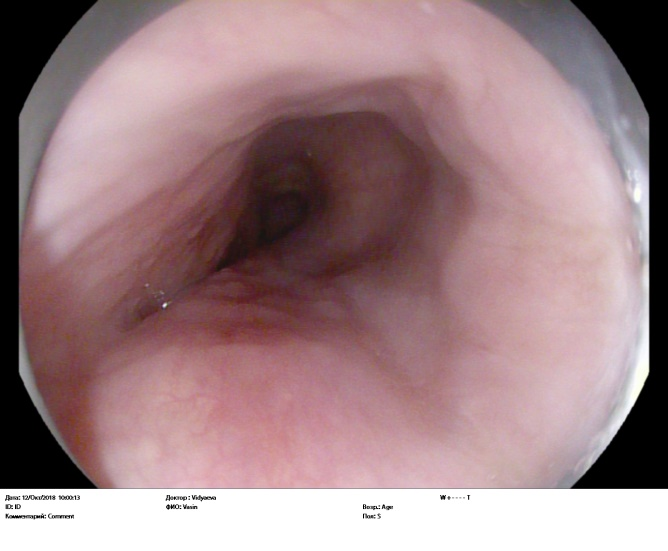 Дата: 12/Окт/2018 10:00:13
Доктор : Vidyaeva
W +----- T
ID: ID
ФИО: Vasin
Возр.: Age
Комментарий: Comment
Пол: S